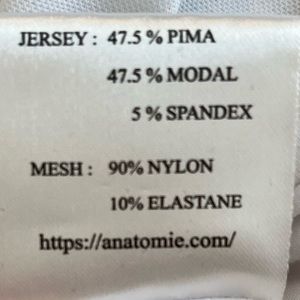 JERSEY : 47.5 % PIMA
47.5 % MODAL
5 % SPANDEX
MESH : 90% NYLON
10% ELASTANE
https://anatomie.com/